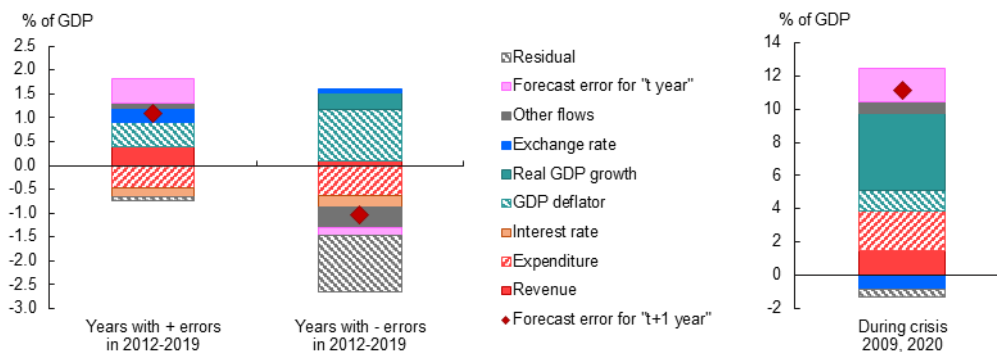 % of GDP
2.5
2.0
1.5
1.0
0.5
0.0
-0.5
-1.0
-1.5
-2.0
-2.5
-3.0
Years with + errors
in 2012-2019
Years with - errors
in 2012-2019
Residual
Forecast error for "t year"
Other flows
Exchange rate
Real GDP growth
GDP deflator
Interest rate
Expenditure
Revenue
Forecast error for "t+1 year"
% of GDP
14
12
10
8
6
4
2
0
-2
During crisis
2009, 2020